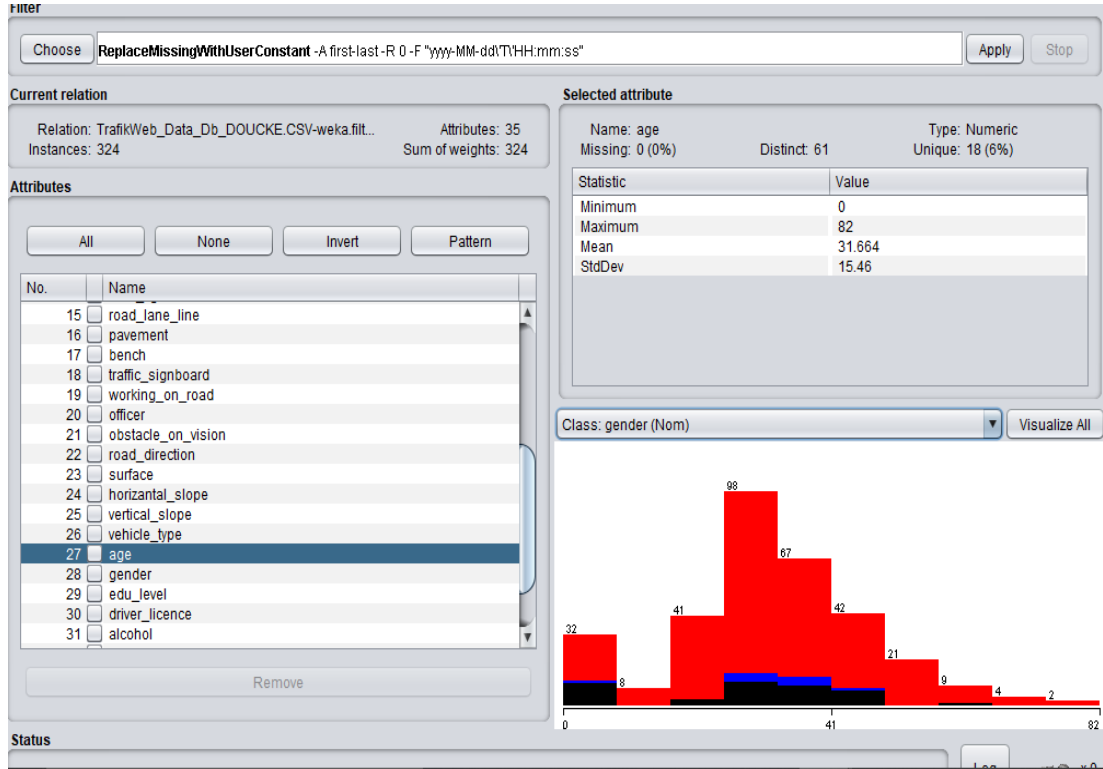 Filter
Choose ReplaceMissingWithUserConstant -A first-last -R 0 -F "yyyy-MM-dd\'T\'HH:mm:ss" Apply Stop
Current relation
Relation: TrafikWeb_Data_Db_DOUCKE.CSV-weka.filt... Attributes: 35
Instances: 324 Sum of weights: 324
Attributes
All None Invert Pattern
No. Name
15 road_lane_line
16 pavement
17 bench
18 traffic_signboard
19 working_on_road
20 officer
21 obstacle_on_vision
22 road_direction
23 surface
24 horizantal_slope
25 vertical_slope
26 vehicle_type
27 age
28 gender
29 edu_level
30 driver_licence
31 alcohol
Remove
Selected attribute
Name: age Type: Numeric
Missing: 0 (0%) Distinct: 61 Unique: 18 (6%)
Statistic Value
Minimum 0
Maximum 82
Mean 31.664
StdDev 15.46
Class: gender (Nom) Visualize All
98
67
41 42
32
21
8 9
4
2
0 41 82
Status
Log x 0